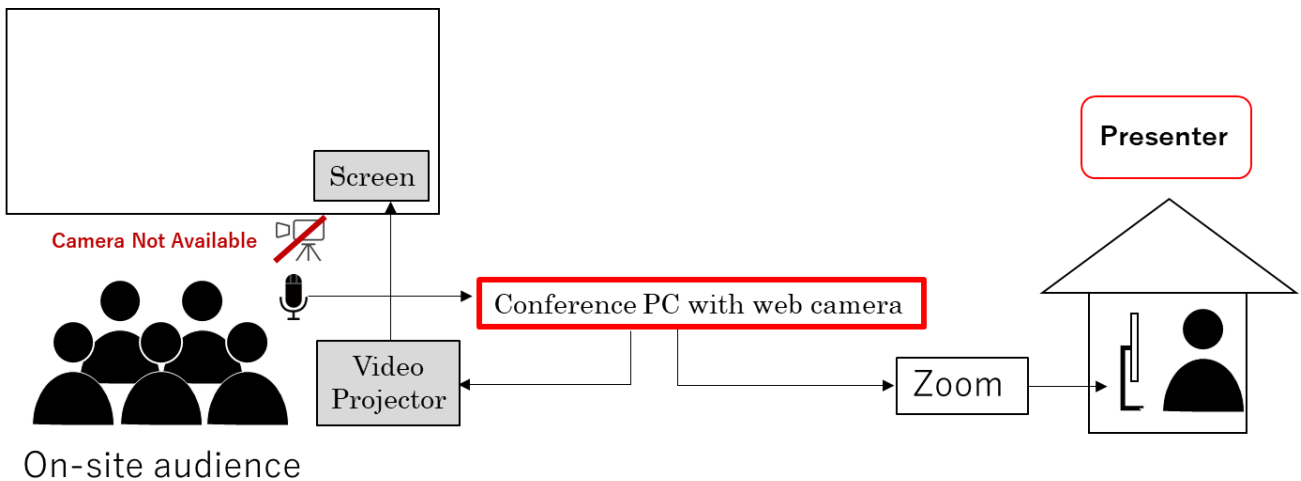 Presenter
Screen
Camera Not Available
Conference PC with web camera
Video
Projector
Zoom
On-site audience